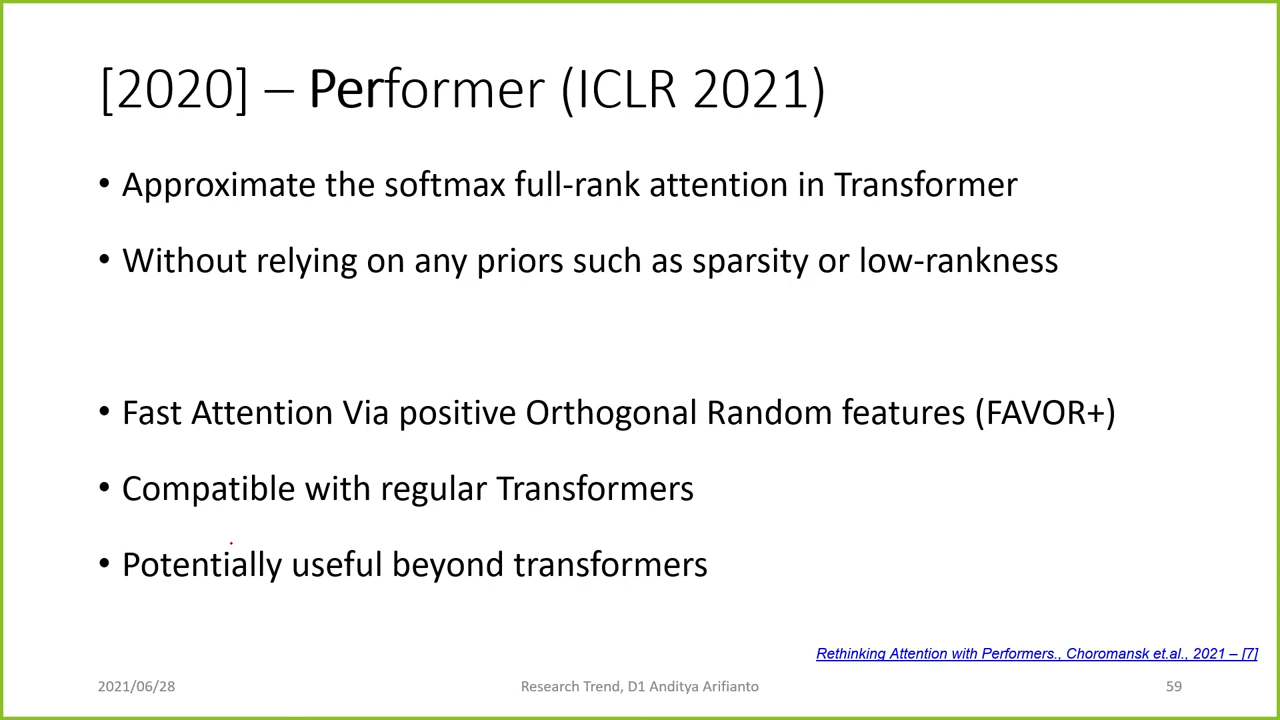 [2020] – Performer (ICLR 2021)
• Approximate the softmax full-rank attention in Transformer
• Without relying on any priors such as sparsity or low-rankness
• Fast Attention Via positive Orthogonal Random features (FAVOR+)
• Compatible with regular Transformers
• Potentially useful beyond transformers
Rethinking Attention with Performers., Choromansk et.al., 2021 – [7]
2021/06/28
Research Trend, D1 Anditya Arifianto
59